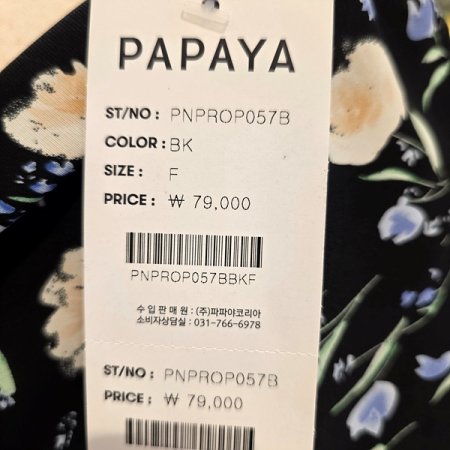 PAPAYA
ST/NO : PNPROP057B
COLOR : BK
SIZE : F
PRICE : ₩ 79,000
PNPROP057BBKF
수 입 판 매 원 : (주)파파야코리아
소비자상담실 : 031-766-6978
ST/NO : PNPROP057B
PRICE : ₩ 79,000